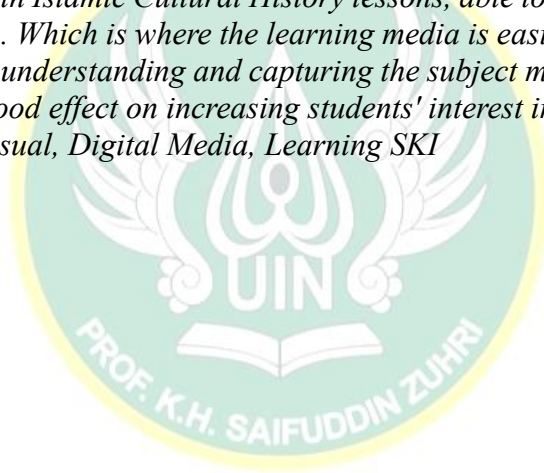 in Islamic Cultural History lessons, able to
. Which is where the learning media is easi
understanding and capturing the subject m
ood effect on increasing students' interest in
sual, Digital Media, Learning SKI
UIN
PROF. K.H. SAIFUDDIN ZUHRI